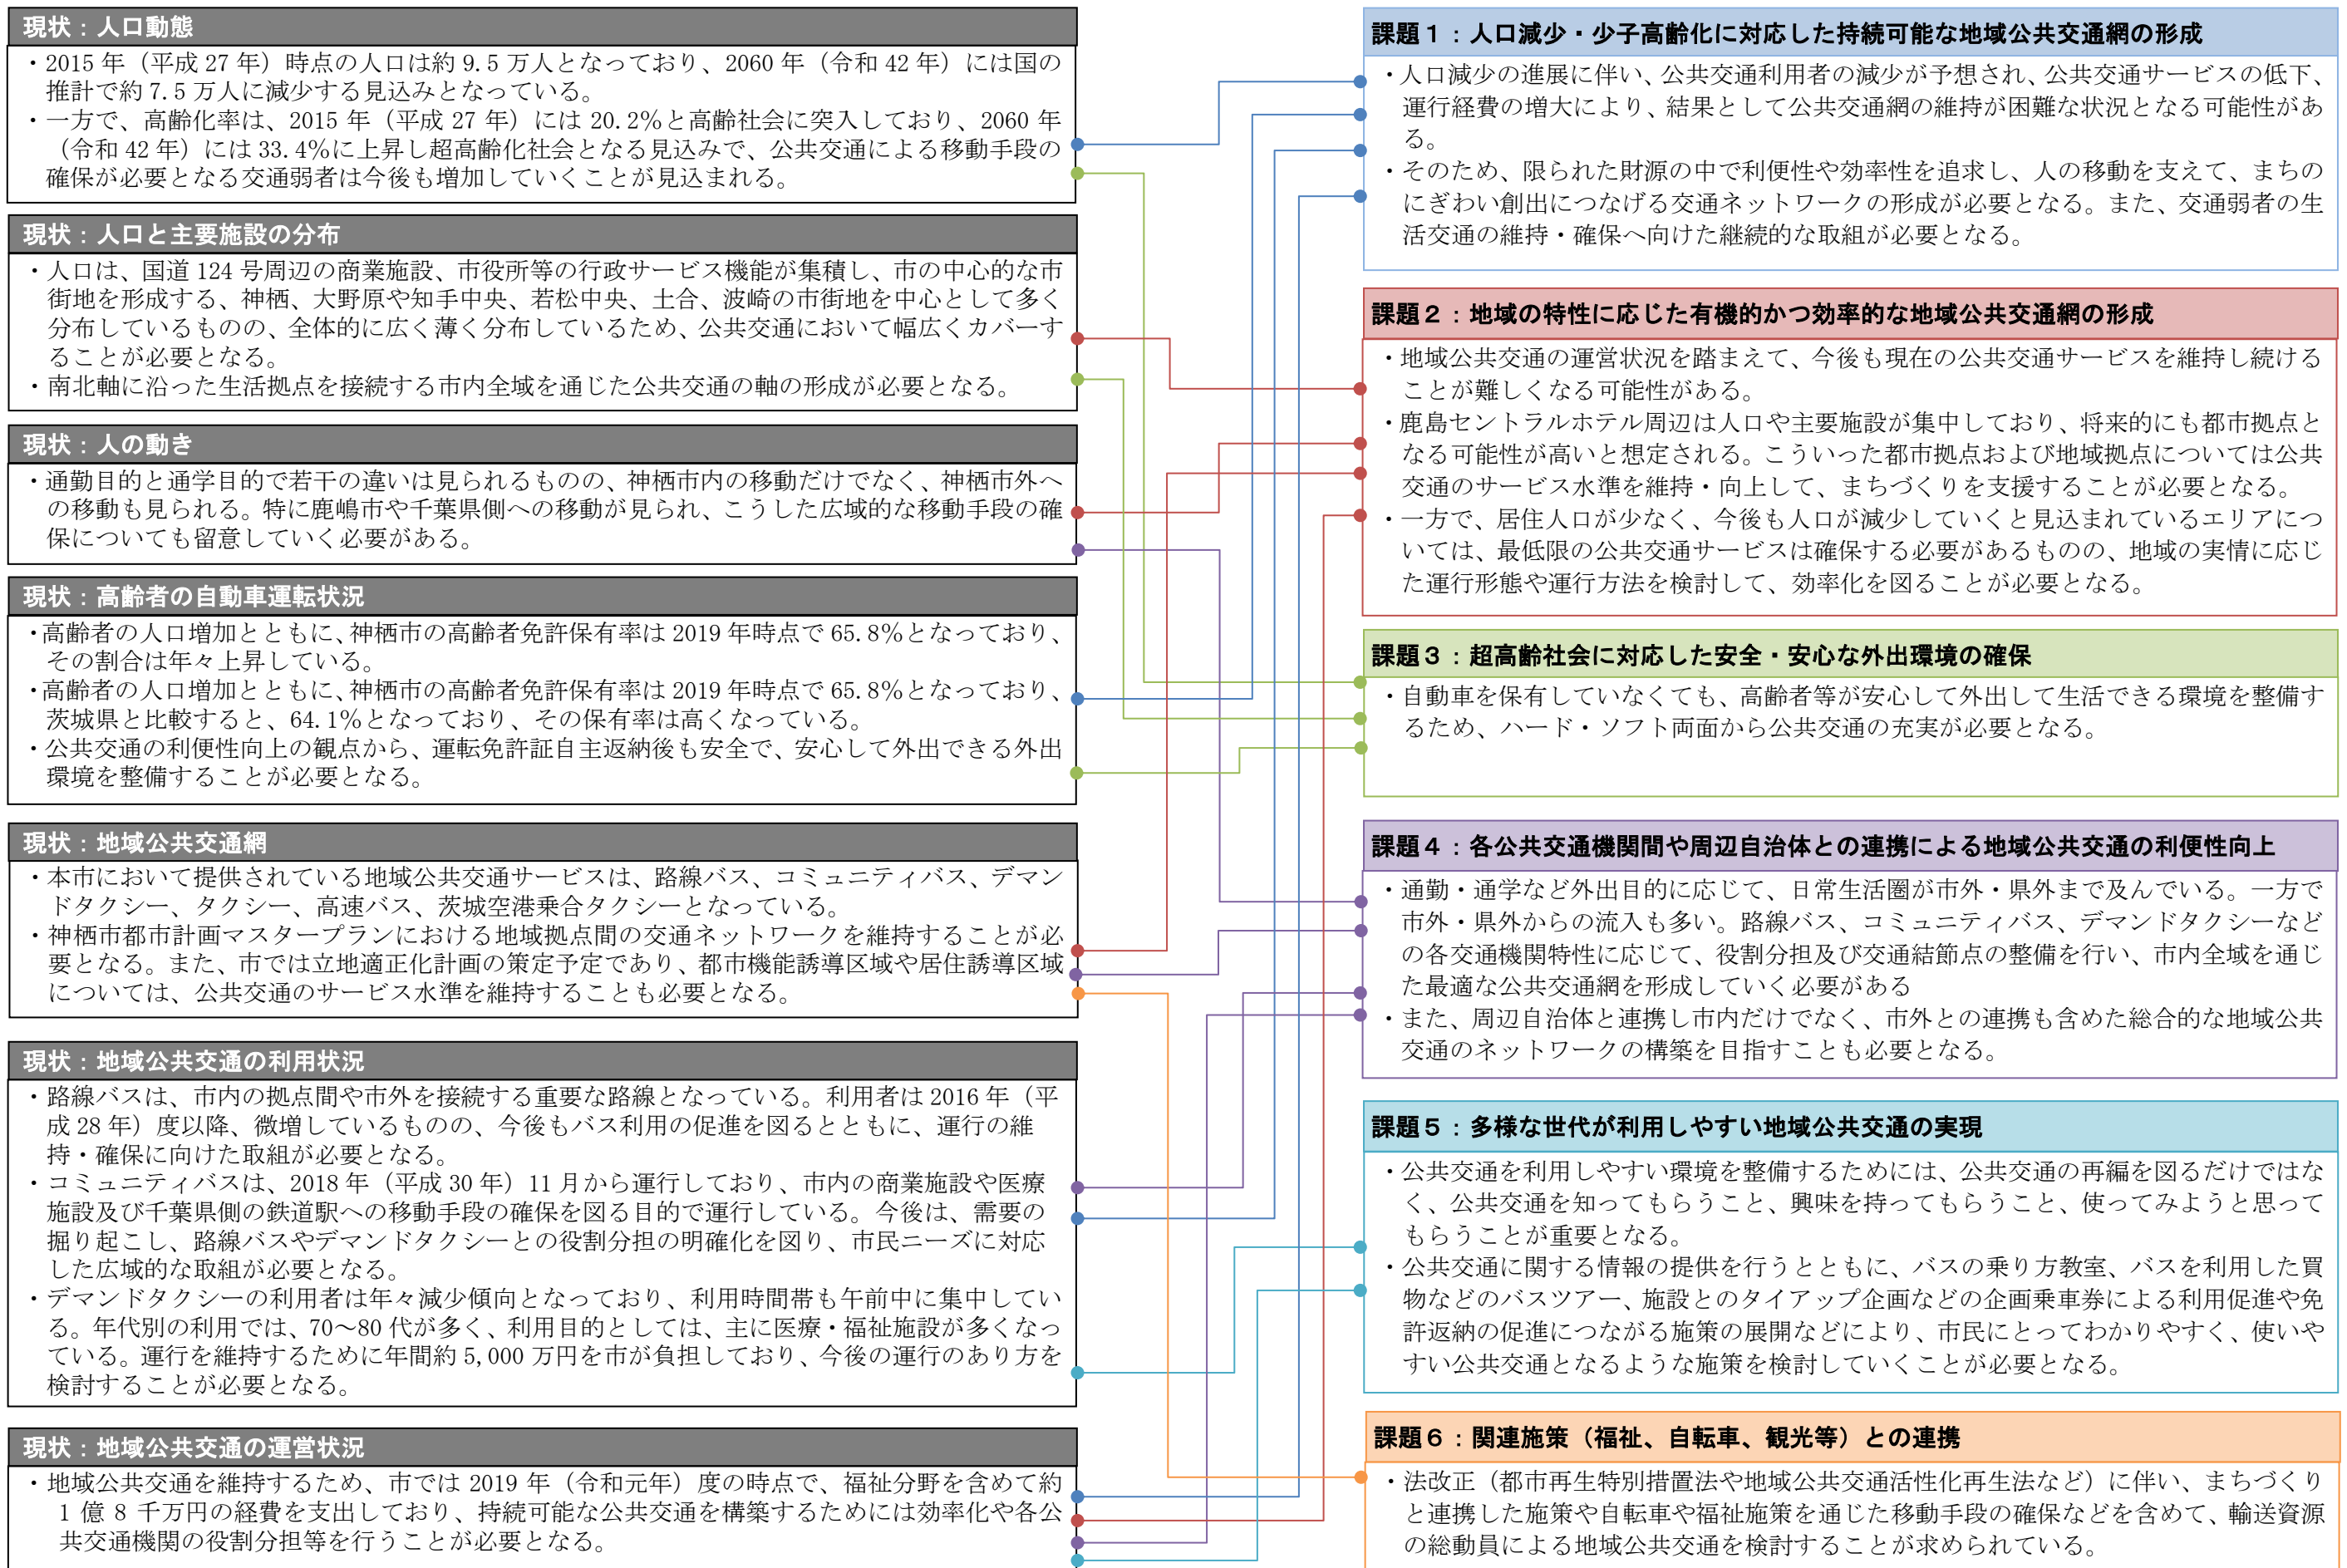 現状：人口動態
・2015 年（平成 27 年）時点の人口は約 9.5 万人となっており、2060 年（令和 42 年）には国の
推計で約 7.5 万人に減少する見込みとなっている。
・一方で、高齢化率は、2015 年（平成 27 年）には 20.2％と高齢社会に突入しており、2060 年
（令和 42 年）には 33.4％に上昇し超高齢化社会となる見込みで、公共交通による移動手段の
確保が必要となる交通弱者は今後も増加していくことが見込まれる。
現状：人口と主要施設の分布
・人口は、国道 124 号周辺の商業施設、市役所等の行政サービス機能が集積し、市の中心的な市
街地を形成する、神栖、大野原や知手中央、若松中央、土合、波崎の市街地を中心として多く
分布しているものの、全体的に広く薄く分布しているため、公共交通において幅広くカバーす
ることが必要となる。
・南北軸に沿った生活拠点を接続する市内全域を通じた公共交通の軸の形成が必要となる。
現状：人の動き
・通勤目的と通学目的で若干の違いは見られるものの、神栖市内の移動だけでなく、神栖市外へ
の移動も見られる。特に鹿嶋市や千葉県側への移動が見られ、こうした広域的な移動手段の確
保についても留意していく必要がある。
現状：高齢者の自動車運転状況
・高齢者の人口増加とともに、神栖市の高齢者免許保有率は 2019 年時点で 65.8％となっており、
その割合は年々上昇している。
・高齢者の人口増加とともに、神栖市の高齢者免許保有率は 2019 年時点で 65.8％となっており、
茨城県と比較すると、64.1％となっており、その保有率は高くなっている。
・公共交通の利便性向上の観点から、運転免許証自主返納後も安全で、安心して外出できる外出
環境を整備することが必要となる。
現状：地域公共交通網
・本市において提供されている地域公共交通サービスは、路線バス、コミュニティバス、デマン
ドタクシー、タクシー、高速バス、茨城空港乗合タクシーとなっている。
・神栖市都市計画マスタープランにおける地域拠点間の交通ネットワークを維持することが必
要となる。また、市では立地適正化計画の策定予定であり、都市機能誘導区域や居住誘導区域
については、公共交通のサービス水準を維持することも必要となる。
現状：地域公共交通の利用状況
・路線バスは、市内の拠点間や市外を接続する重要な路線となっている。利用者は 2016 年（平
成 28 年）度以降、微増しているものの、今後もバス利用の促進を図るとともに、運行の維
持・確保に向けた取組が必要となる。
・コミュニティバスは、2018 年（平成 30 年）11 月から運行しており、市内の商業施設や医療
施設及び千葉県側の鉄道駅への移動手段の確保を図る目的で運行している。今後は、需要の
掘り起こし、路線バスやデマンドタクシーとの役割分担の明確化を図り、市民ニーズに対応
した広域的な取組が必要となる。
・デマンドタクシーの利用者は年々減少傾向となっており、利用時間帯も午前中に集中してい
る。年代別の利用では、70～80 代が多く、利用目的としては、主に医療・福祉施設が多くなっ
ている。運行を維持するために年間約 5,000 万円を市が負担しており、今後の運行のあり方を
検討することが必要となる。
現状：地域公共交通の運営状況
・地域公共交通を維持するため、市では 2019 年（令和元年）度の時点で、福祉分野を含めて約
1 億 8 千万円の経費を支出しており、持続可能な公共交通を構築するためには効率化や各公
共交通機関の役割分担等を行うことが必要となる。
課題１：人口減少・少子高齢化に対応した持続可能な地域公共交通網の形成
・人口減少の進展に伴い、公共交通利用者の減少が予想され、公共交通サービスの低下、
運行経費の増大により、結果として公共交通網の維持が困難な状況となる可能性があ
る。
・そのため、限られた財源の中で利便性や効率性を追求し、人の移動を支えて、まちの
にぎわい創出につなげる交通ネットワークの形成が必要となる。また、交通弱者の生
活交通の維持・確保へ向けた継続的な取組が必要となる。
課題２：地域の特性に応じた有機的かつ効率的な地域公共交通網の形成
・地域公共交通の運営状況を踏まえて、今後も現在の公共交通サービスを維持し続ける
ことが難しくなる可能性がある。
・鹿島セントラルホテル周辺は人口や主要施設が集中しており、将来的にも都市拠点と
なる可能性が高いと想定される。こういった都市拠点および地域拠点については公共
交通のサービス水準を維持・向上して、まちづくりを支援することが必要となる。
・一方で、居住人口が少なく、今後も人口が減少していくと見込まれているエリアにつ
いては、最低限の公共交通サービスは確保する必要があるものの、地域の実情に応じ
た運行形態や運行方法を検討して、効率化を図ることが必要となる。
課題３：超高齢社会に対応した安全・安心な外出環境の確保
・自動車を保有していなくても、高齢者等が安心して外出して生活できる環境を整備す
るため、ハード・ソフト両面から公共交通の充実が必要となる。
課題４：各公共交通機関間や周辺自治体との連携による地域公共交通の利便性向上
・通勤・通学など外出目的に応じて、日常生活圏が市外・県外まで及んでいる。一方で
市外・県外からの流入も多い。路線バス、コミュニティバス、デマンドタクシーなど
の各交通機関特性に応じて、役割分担及び交通結節点の整備を行い、市内全域を通じ
た最適な公共交通網を形成していく必要がある
・また、周辺自治体と連携し市内だけでなく、市外との連携も含めた総合的な地域公共
交通のネットワークの構築を目指すことも必要となる。
課題５：多様な世代が利用しやすい地域公共交通の実現
・公共交通を利用しやすい環境を整備するためには、公共交通の再編を図るだけではな
く、公共交通を知ってもらうこと、興味を持ってもらうこと、使ってみようと思って
もらうことが重要となる。
・公共交通に関する情報の提供を行うとともに、バスの乗り方教室、バスを利用した買
物などのバスツアー、施設とのタイアップ企画などの企画乗車券による利用促進や免
許返納の促進につながる施策の展開などにより、市民にとってわかりやすく、使いや
すい公共交通となるような施策を検討していくことが必要となる。
課題６：関連施策（福祉、自転車、観光等）との連携
・法改正（都市再生特別措置法や地域公共交通活性化再生法など）に伴い、まちづくり
と連携した施策や自転車や福祉施策を通じた移動手段の確保などを含めて、輸送資源
の総動員による地域公共交通を検討することが求められている。